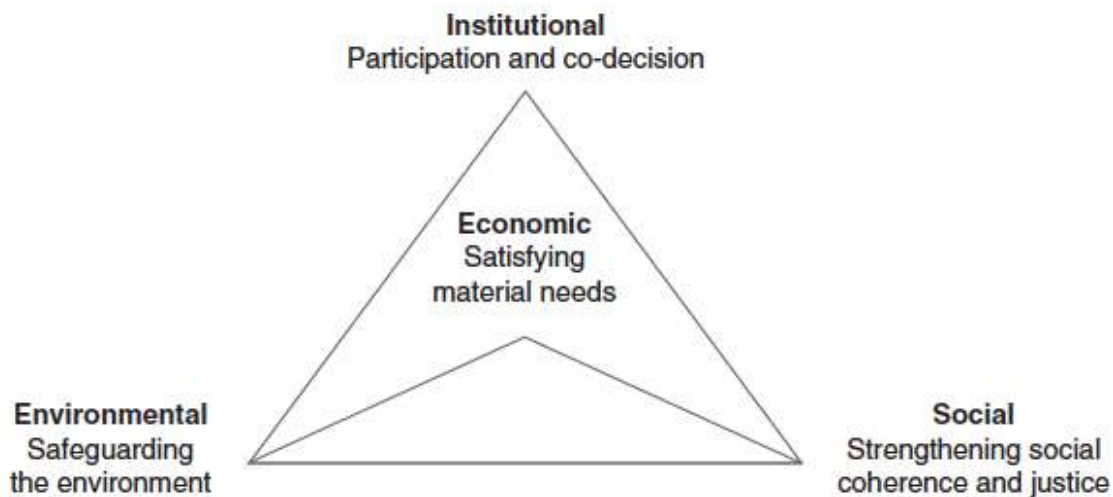 Institutional
Participation and co-decision
Economic
Satisfying
material needs
Environmental
Safeguarding
the environment
Social
Strengthening social
coherence and justice